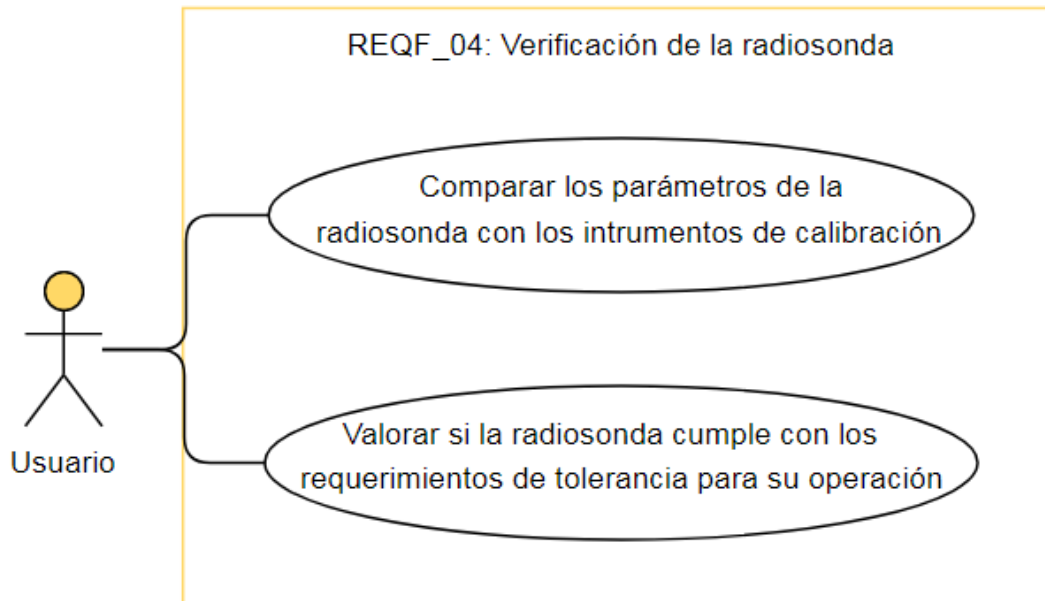 REQF_04: Verificación de la radiosonda
Comparar los parámetros de la
radiosonda con los intrumentos de calibración
Usuario
Valorar si la radiosonda cumple con los
requerimientos de tolerancia para su operación